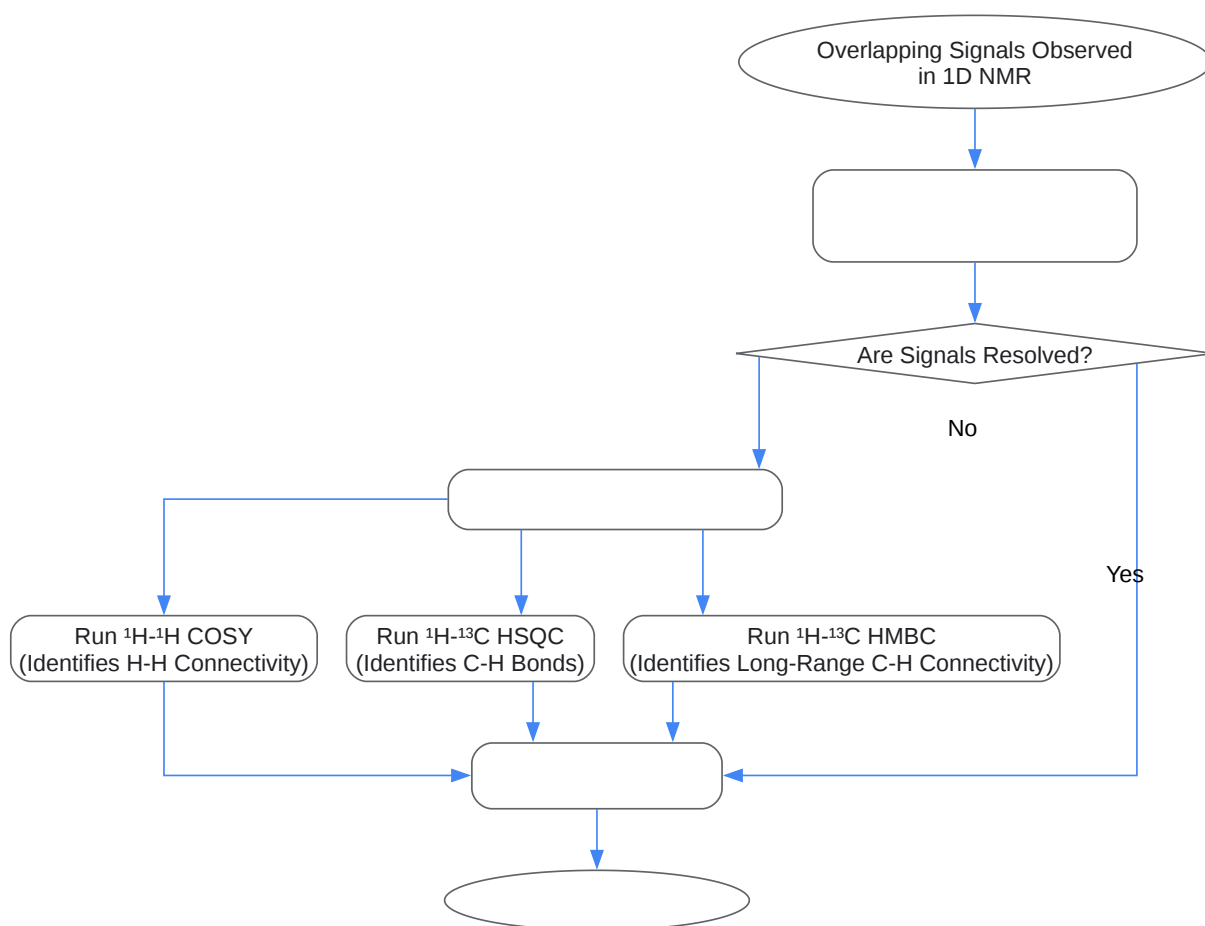 Overlapping Signals Observed
in 1D NMR
Are Signals Resolved?
No
Yes
Run ¹H-¹H COSY
(Identifies H-H Connectivity)
Run ¹H-¹³C HSQC
(Identifies C-H Bonds)
Run ¹H-¹³C HMBC
(Identifies Long-Range C-H Connectivity)